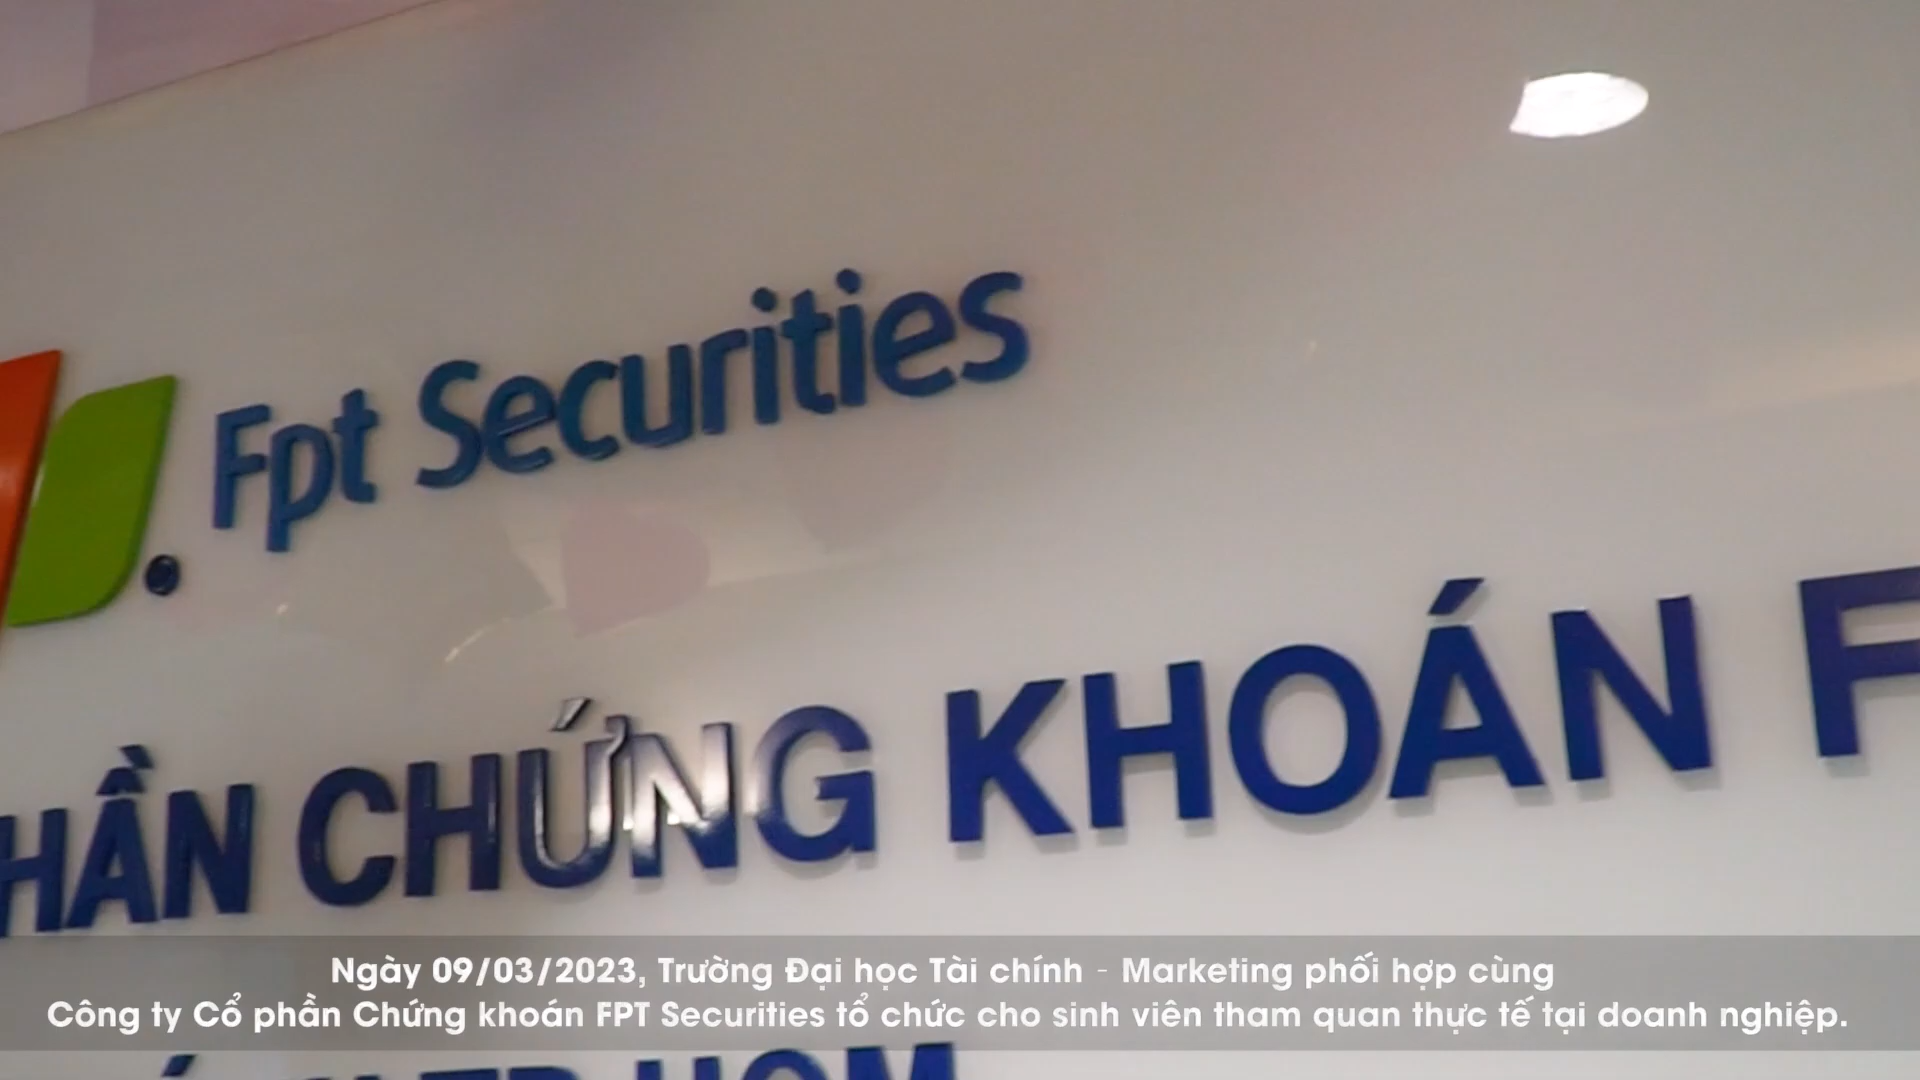 Fpt Securities
HẦN CHỨNG KHOÁN F
Ngày 09/03/2023, Trường Đại học Tài chính - Marketing phối hợp cùng
Công ty Cổ phần Chứng khoán FPT Securities tổ chức cho sinh viên tham quan thực tế tại doanh nghiệp.